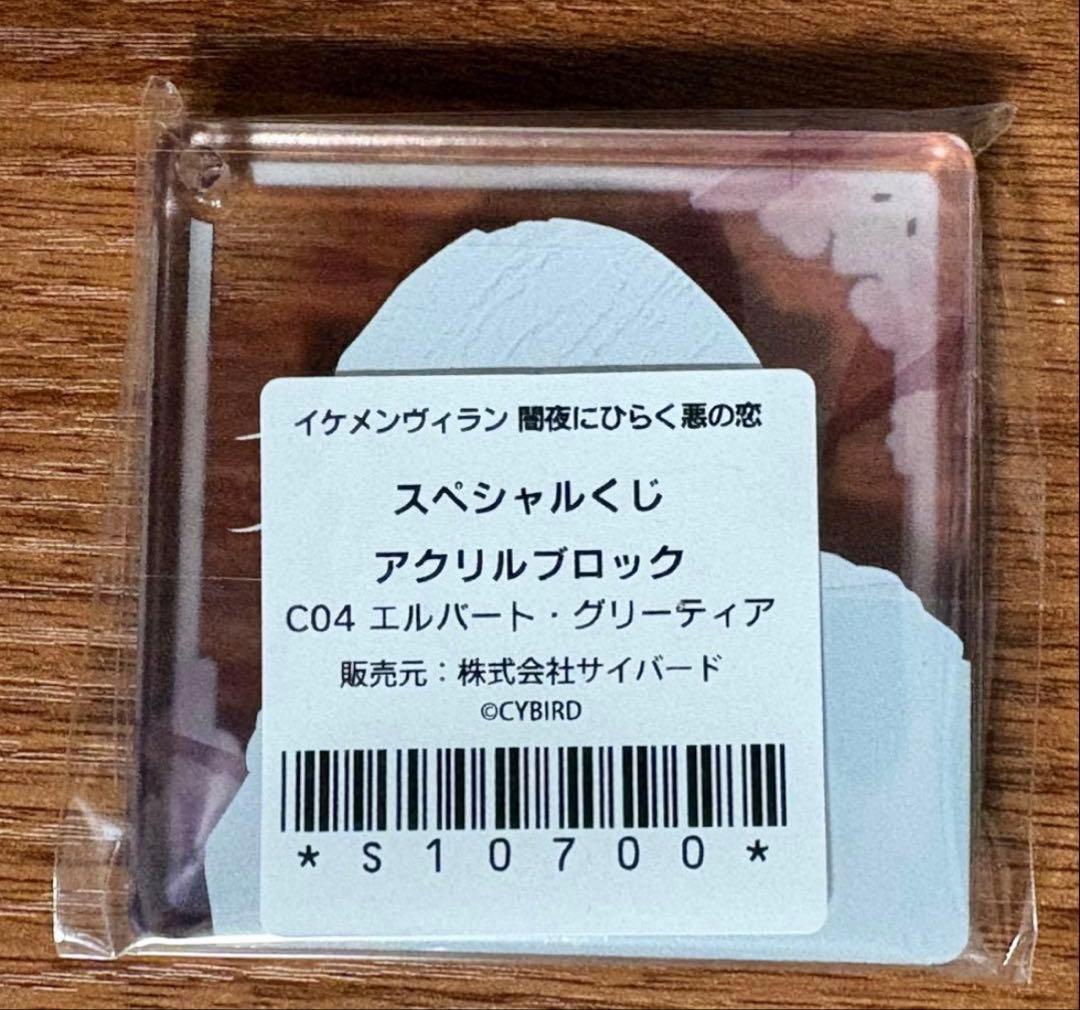 イケメンヴィラン 闇夜にひらく悪の恋
スペシャルくじ
アクリルブロック
C04 エルバート・グリーティア
販売元：株式会社サイバード
©CYBIRD
*S10700*